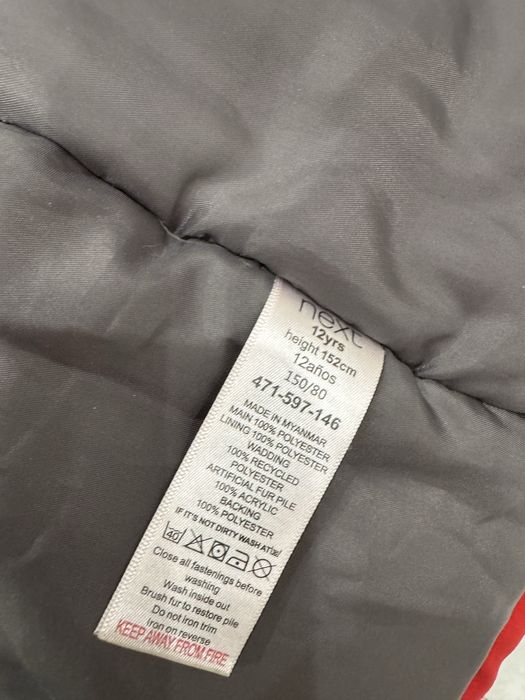 next
12yrs
height 152cm
12años
150/80
471-597-146
MADE IN MYANMAR
MAIN 100% POLYESTER
LINING 100% POLYESTER
WADDING
100% RECYCLED
POLYESTER
ARTIFICIAL FUR PILE
100% ACRYLIC
BACKING
100% POLYESTER
IF IT'S NOT DIRTY WASH AT 30
40
Close all fastenings before
washing
Wash inside out
Brush fur to restore pile
Do not iron trim
Iron on reverse
KEEP AWAY FROM FIRE